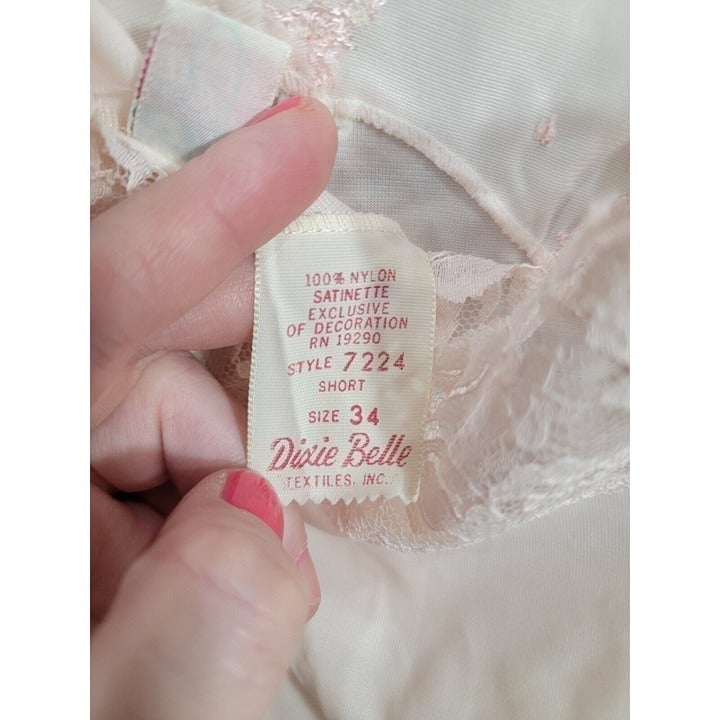 100% NYLON
SATINETTE
EXCLUSIVE
OF DECORATION
RN 19290
STYLE 7224
SHORT
SIZE 34
Dixie Belle
TEXTILES, INC.